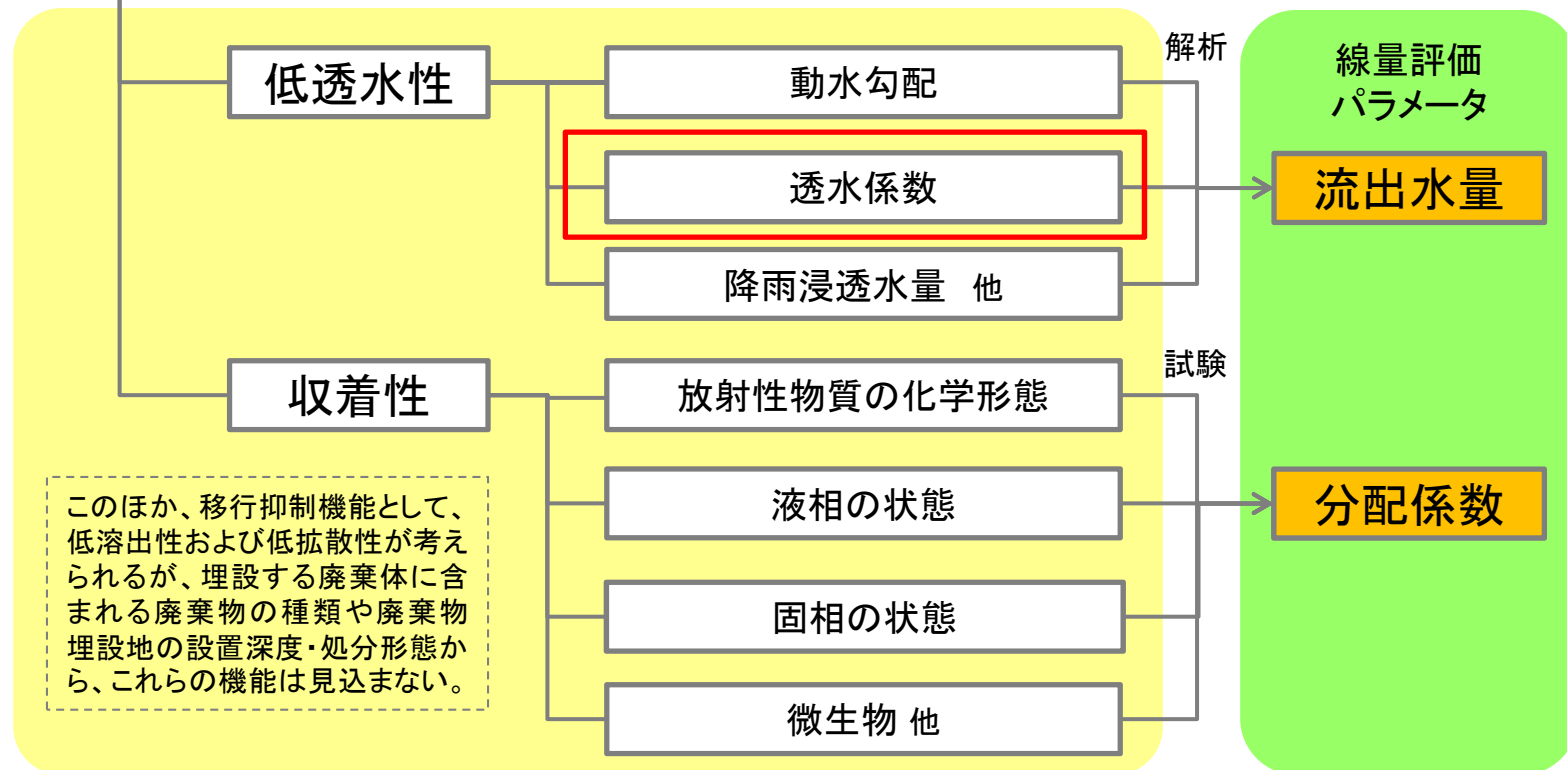 低透水性
動水勾配
透水係数
降雨浸透水量 他
解析
線量評価
パラメータ
流出水量
収着性
放射性物質の化学形態
液相の状態
固相の状態
微生物 他
試験
分配係数
このほか、移行抑制機能として、
低溶出性および低拡散性が考え
られるが、埋設する廃棄体に含
まれる廃棄物の種類や廃棄物
埋設地の設置深度・処分形態か
ら、これらの機能は見込まない。